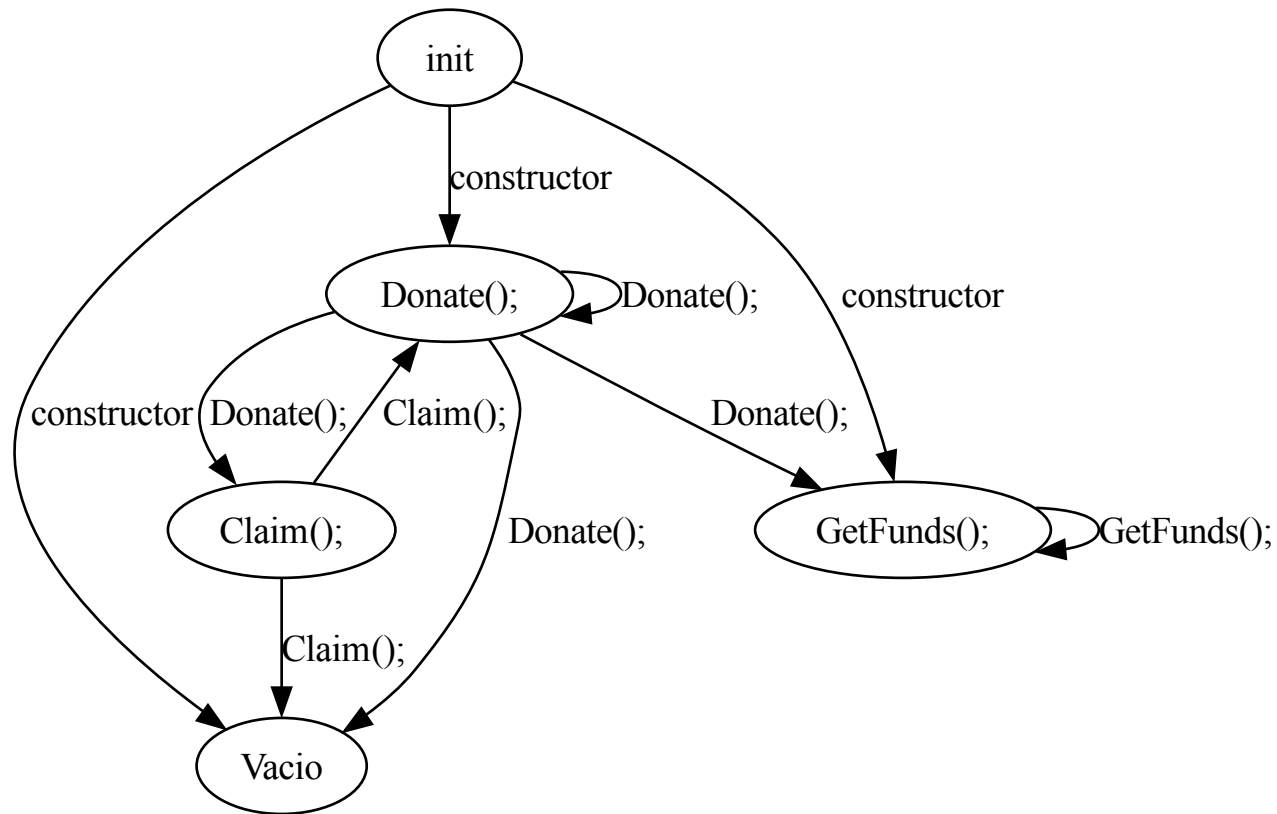 init
constructor
Donate();
Donate();
constructor
constructor
Donate();
Claim();
Donate();
Claim();
Donate();
GetFunds();
GetFunds();
Claim();
Vacio